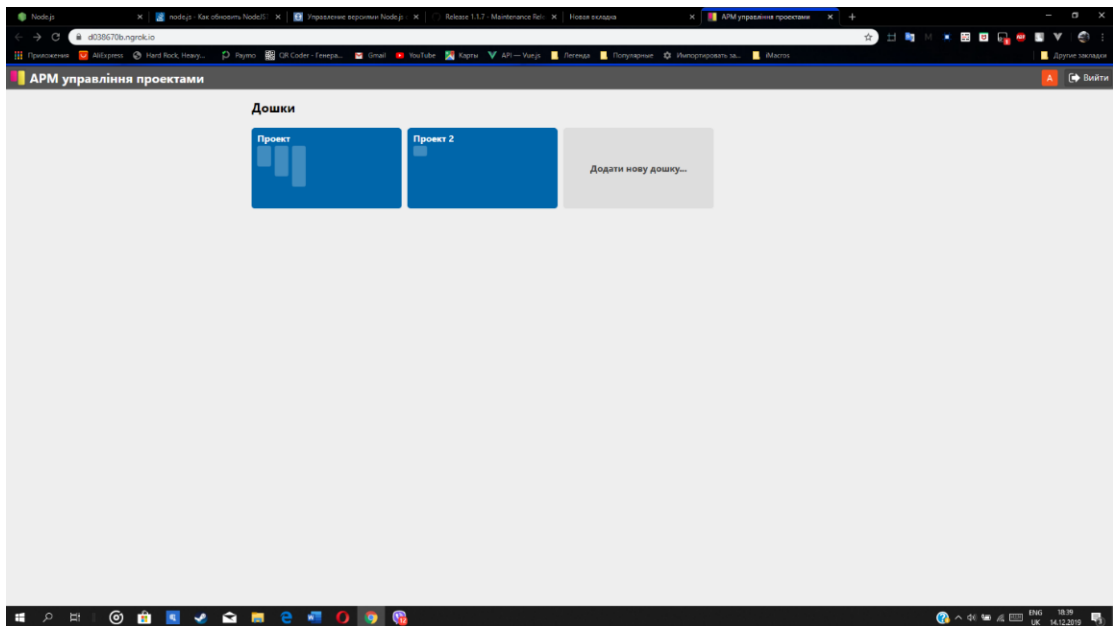 Node.js
node.js - Как обновить NodeJS
Управление версиями Node.js
Release 1.1.7 - Maintenance Rele
Новая вкладка
АРМ управління проектами
d038670b.ngrok.io
Приложения
AliExpress
Hard Rock, Heavy...
Paymo
QR Coder - Генера...
Gmail
YouTube
Карты
API — Vue.js
Легенда
Популярные
Импортировать за...
iMacros
Другие закладки
АРМ управління проектами
A
Выйти
Дошки
Проект
Проект 2
Додати нову дошку...
ENG
UK
18:39
14.12.2019